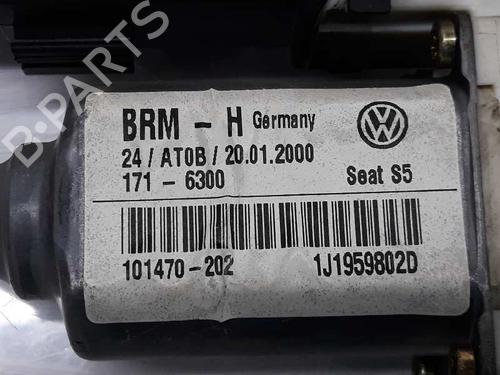 BRM - H Germany
24 / AT0B / 20.01.2000
171 - 6300 Seat S5
101470-202 1J1959802D
B-PARTS